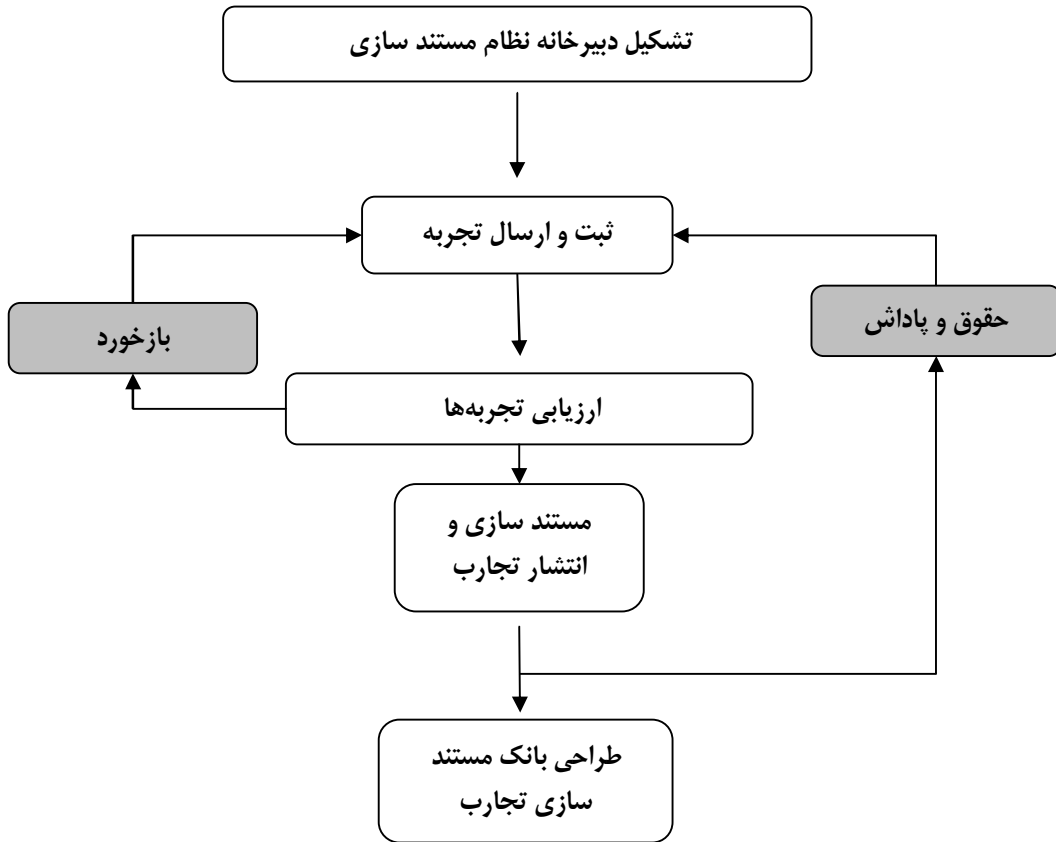 تشکیل دبیرخانه نظام مستند سازی
ثبت و ارسال تجربه
حقوق و پاداش
بازخورد
ارزیابی تجربه‌ها
مستند سازی و
انتشار تجارب
طراحی بانک مستند
سازی تجارب